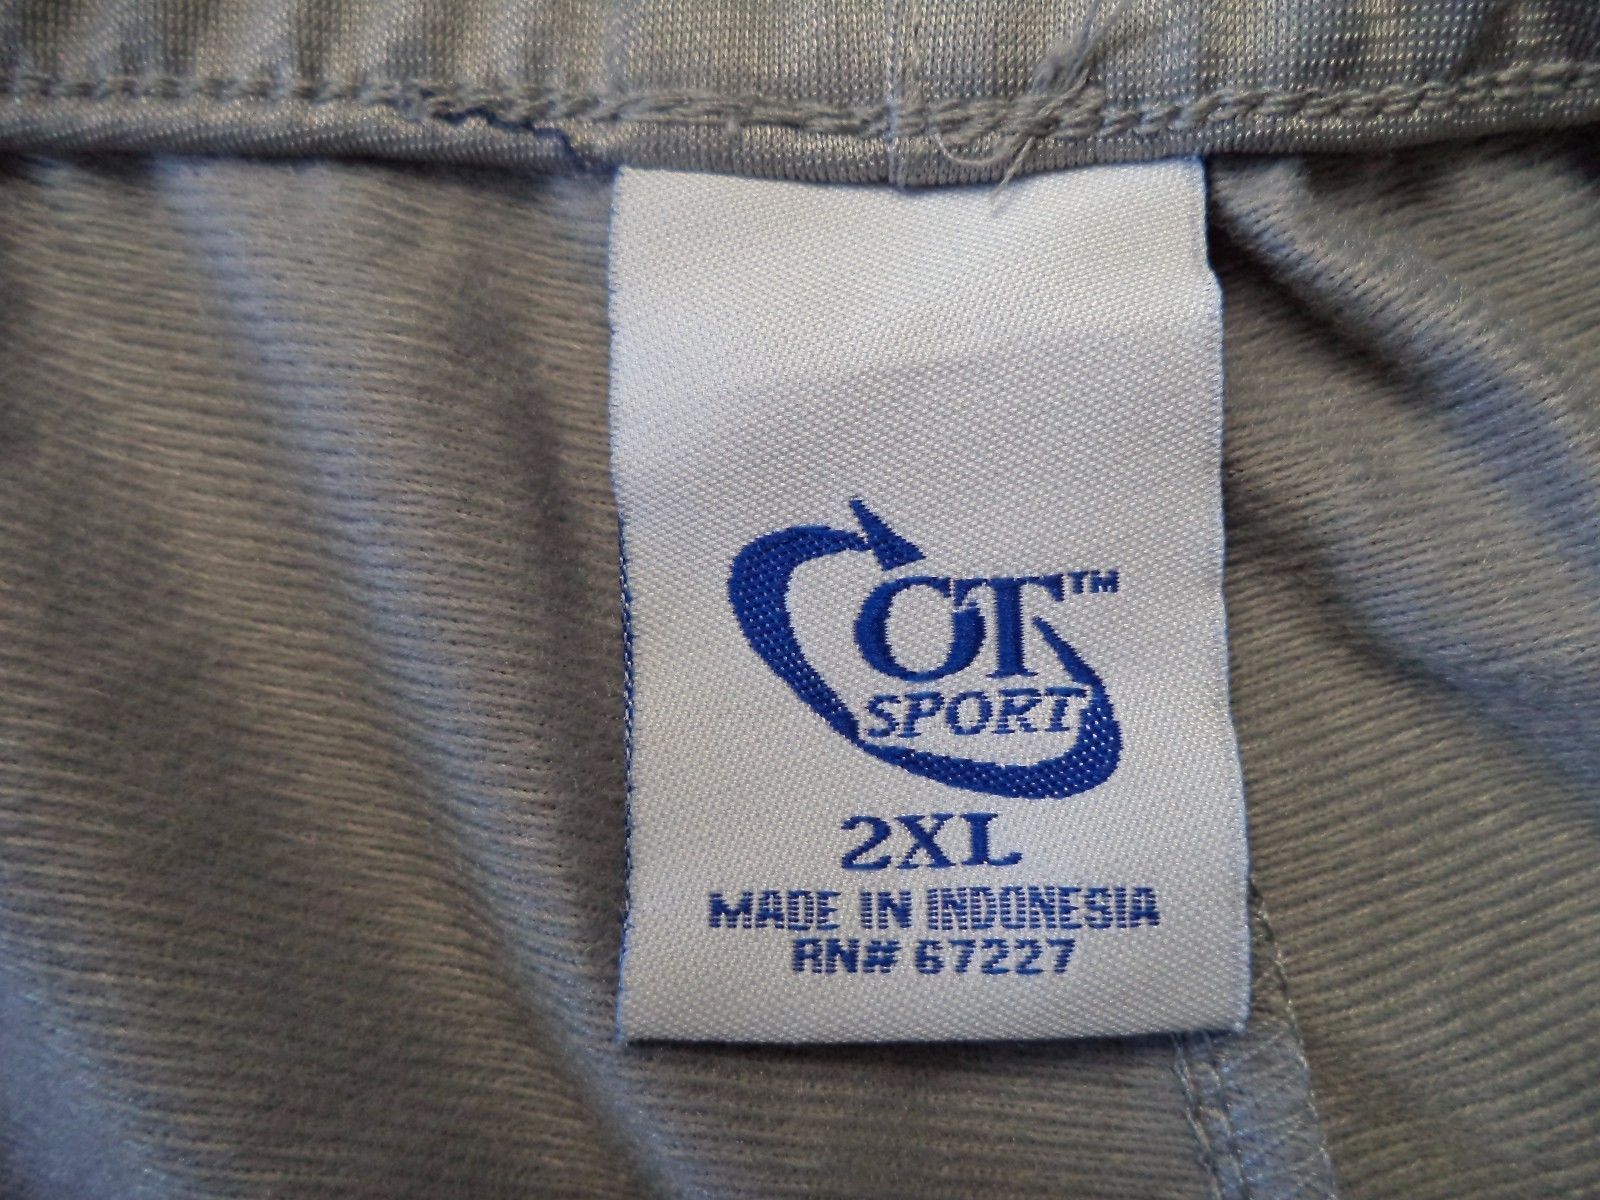 OT™
SPORT
2XL
MADE IN INDONESIA
RN# 67227